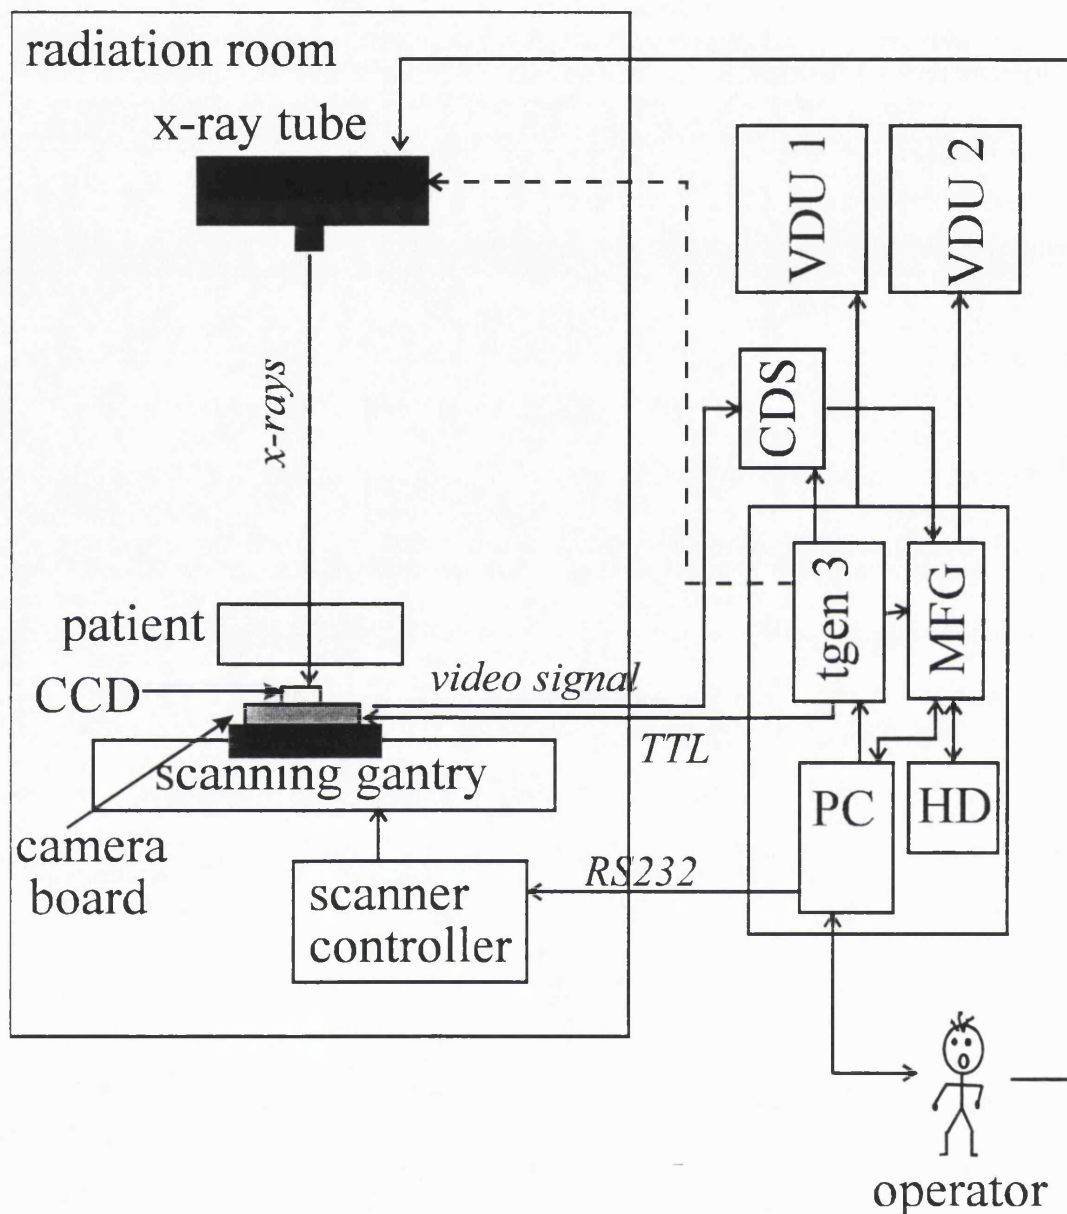 radiation room
x-ray tube
VDU 1
VDU 2
x-rays
CDS
tgen 3
MFG
patient
CCD
video signal
TTL
scanning gantry
PC
HD
camera
board
RS232
scanner
controller
operator